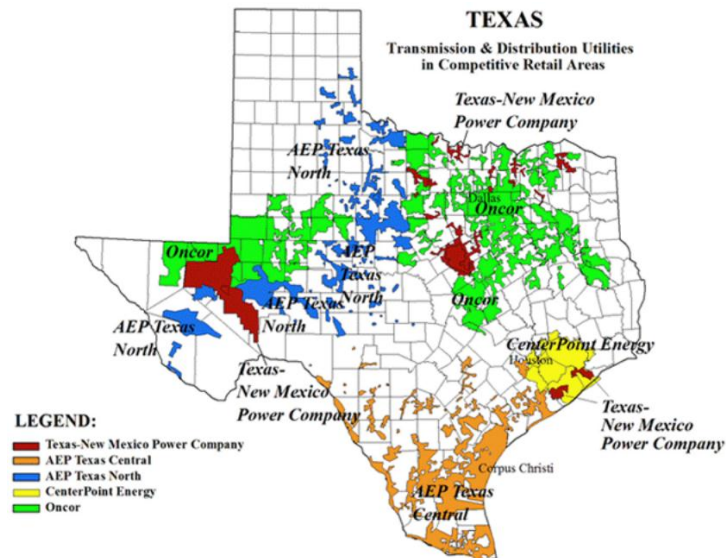 TEXAS
Transmission & Distribution Utilities
in Competitive Retail Areas
Texas-New Mexico
Power Company
AEP Texas
North
Dallas
Oncor
Oncor
AEP
Texas
North
AEP Texas
North
Oncor
AEP Texas
North
CenterPoint Energy
Houston
Texas-
New Mexico
Power Company
Texas-
New Mexico
Power Company
Corpus Christi
AEP Texas
Central
LEGEND:
Texas-New Mexico Power Company
AEP Texas Central
AEP Texas North
CenterPoint Energy
Oncor